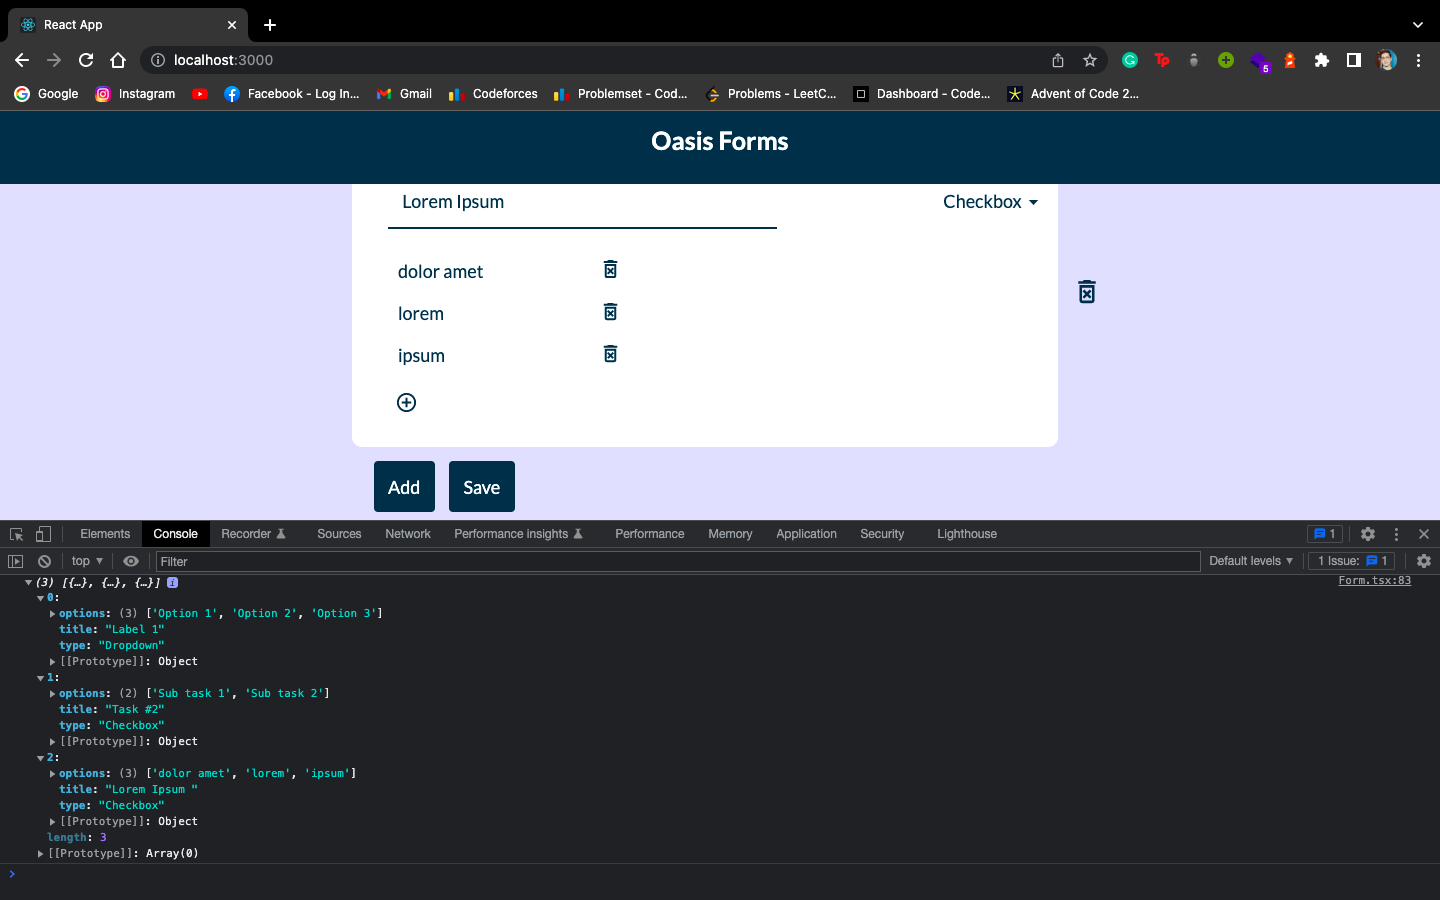 React App
localhost:3000
Google Instagram Facebook - Log In... Gmail Codeforces Problemset - Cod... Problems - LeetC... Dashboard - Code... Advent of Code 2...
5
Oasis Forms
Lorem Ipsum Checkbox
dolor amet
lorem
ipsum
Add Save
Elements Console Recorder Sources Network Performance insights Performance Memory Application Security Lighthouse 1
top Filter Default levels 1 Issue: 1
(3) [{…}, {…}, {…}] i Form.tsx:83
0:
options: (3) ['Option 1', 'Option 2', 'Option 3']
title: "Label 1"
type: "Dropdown"
[[Prototype]]: Object
1:
options: (2) ['Sub task 1', 'Sub task 2']
title: "Task #2"
type: "Checkbox"
[[Prototype]]: Object
2:
options: (3) ['dolor amet', 'lorem', 'ipsum']
title: "Lorem Ipsum "
type: "Checkbox"
[[Prototype]]: Object
length: 3
[[Prototype]]: Array(0)